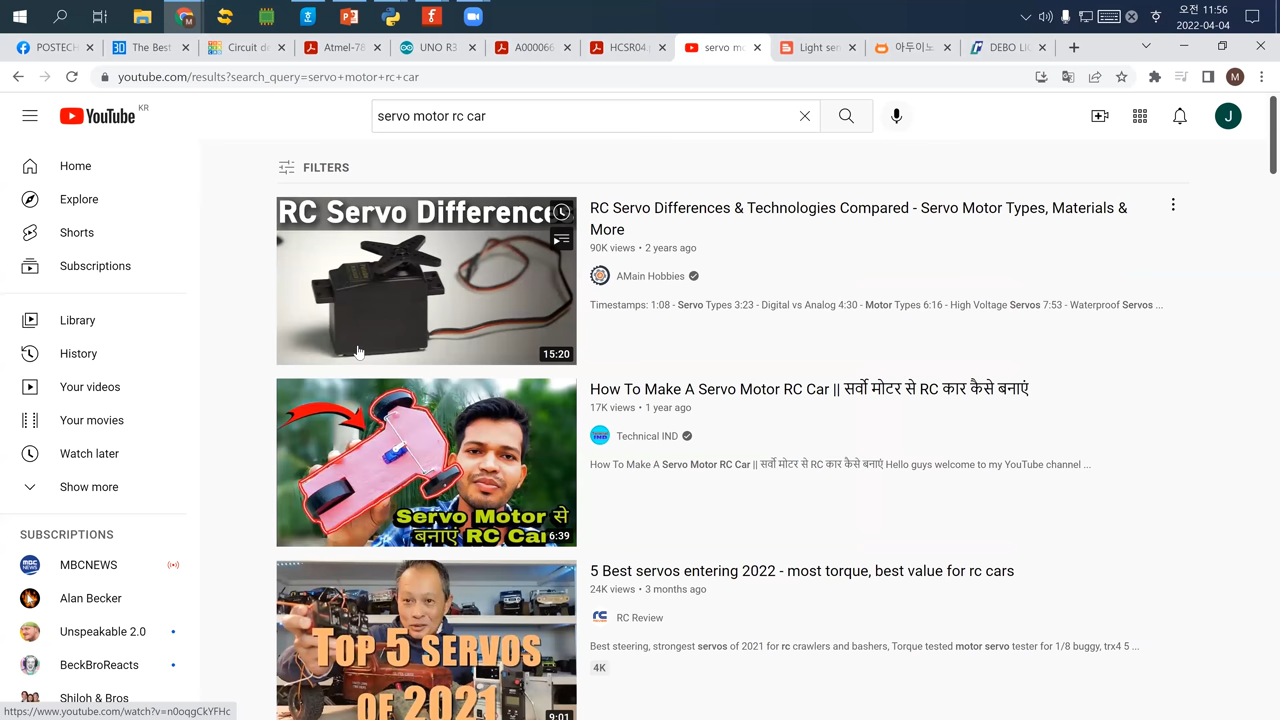 오전 11:56
2022-04-04
POSTECH
The Best
Circuit de
Atmel-78
UNO R3
A000066
HCSR04.
servo mo
Light sen
아두이노
DEBO LIG
youtube.com/results?search_query=servo+motor+rc+car
M
YouTube KR
servo motor rc car
J
Home
Explore
Shorts
Subscriptions
Library
History
Your videos
Your movies
Watch later
Show more
SUBSCRIPTIONS
MBCNEWS
Alan Becker
Unspeakable 2.0
BeckBroReacts
Shiloh & Bros
https://www.youtube.com/watch?v=n0oqgCkYFHc
FILTERS
RC Servo Difference
15:20
RC Servo Differences & Technologies Compared - Servo Motor Types, Materials &
More
90K views • 2 years ago
AMain Hobbies
Timestamps: 1:08 - Servo Types 3:23 - Digital vs Analog 4:30 - Motor Types 6:16 - High Voltage Servos 7:53 - Waterproof Servos ...
Servo Motor से
बनाएं RC Car
6:39
How To Make A Servo Motor RC Car || सर्वो मोटर से RC कार कैसे बनाएं
17K views • 1 year ago
Technical IND
How To Make A Servo Motor RC Car || सर्वो मोटर से RC कार कैसे बनाएं Hello guys welcome to my YouTube channel ...
TOP 5 SERVOS
OF 2021
9:01
5 Best servos entering 2022 - most torque, best value for rc cars
24K views • 3 months ago
RC Review
Best steering, strongest servos of 2021 for rc crawlers and bashers, Torque tested motor servo tester for 1/8 buggy, trx4 5 ...
4K